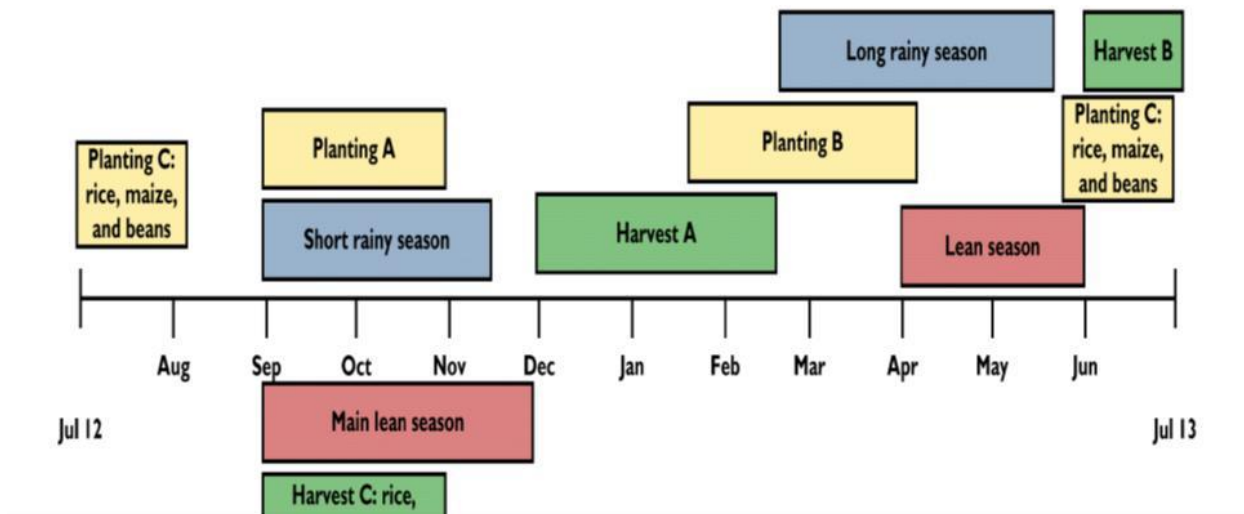 Long rainy season
Harvest B
Planting C:
rice, maize,
and beans
Planting A
Planting B
Planting C:
rice, maize,
and beans
Short rainy season
Harvest A
Lean season
Aug
Sep
Oct
Nov
Dec
Jan
Feb
Mar
Apr
May
Jun
Jul 12
Main lean season
Jul 13
Harvest C: rice,